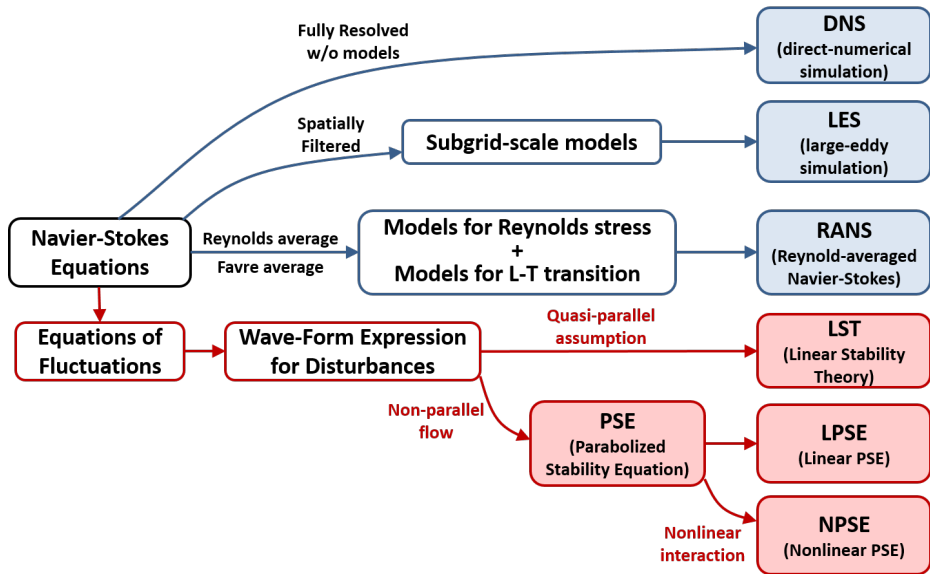 Fully Resolved
w/o models
DNS
(direct-numerical
simulation)
Spatially
Filtered
Subgrid-scale models
LES
(large-eddy
simulation)
Navier-Stokes
Equations
Reynolds average
Favre average
Models for Reynolds stress
+
Models for L-T transition
RANS
(Reynold-averaged
Navier-Stokes)
Equations of
Fluctuations
Wave-Form Expression
for Disturbances
Quasi-parallel
assumption
LST
(Linear Stability
Theory)
Non-parallel
flow
PSE
(Parabolized
Stability Equation)
LPSE
(Linear PSE)
Nonlinear
interaction
NPSE
(Nonlinear PSE)